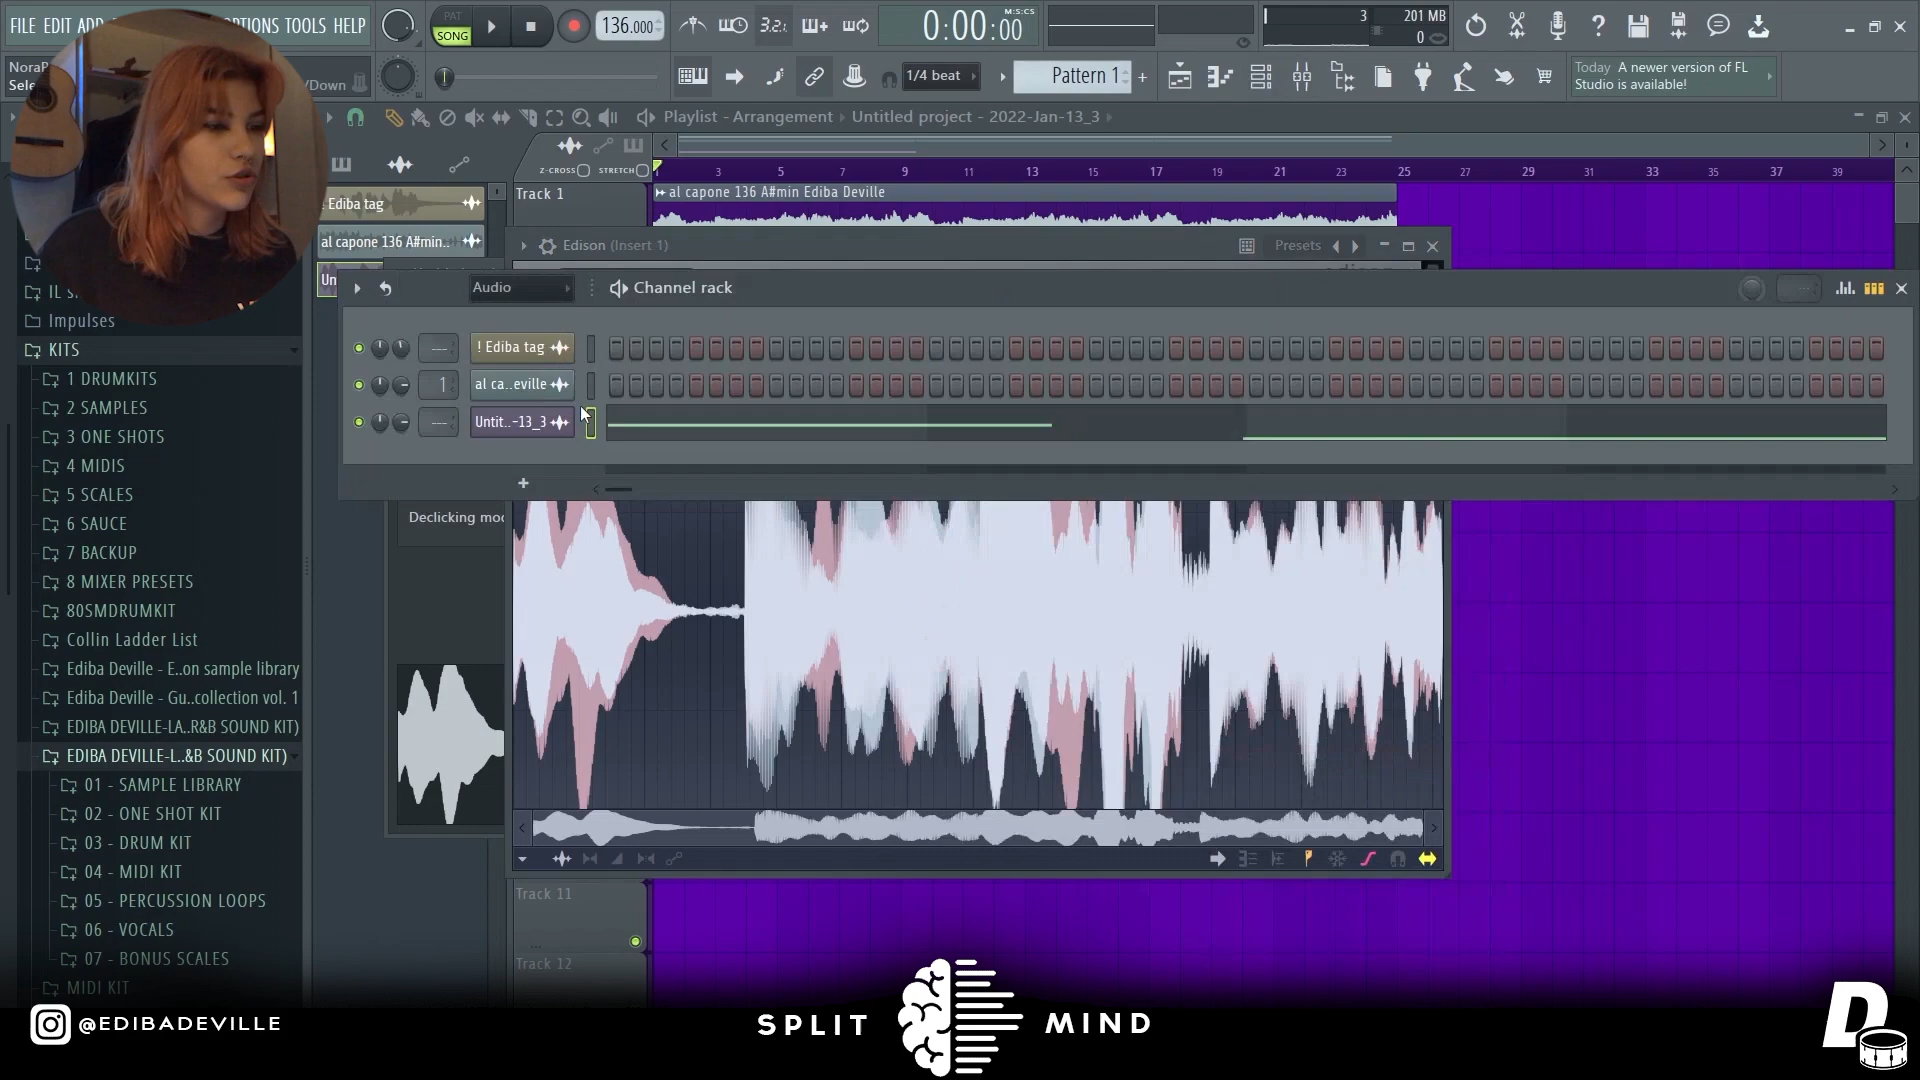 FILE EDIT AD OPTIONS TOOLS HELP
PAT
SONG
136.000
3.2.
0:00:00
M:S:CS
3
201 MB
0
NoraP
Sele
/Down
1/4 beat
Pattern 1
Today A newer version of FL
Studio is available!
Playlist - Arrangement Untitled project - 2022-Jan-13_3
Z-CROSS STRETCH
3 5 7 9 11 13 15 17 19 21 23 25 27 29 31 33 35 37 39
Track 1
al capone 136 A#min Ediba Deville
Ediba tag
al capone 136 A#min..
Un
Edison (Insert 1)
Presets
Audio
Channel rack
! Ediba tag
1
al ca..eville
Untit..-13_3
Declicking mod
IL s
Impulses
KITS
1 DRUMKITS
2 SAMPLES
3 ONE SHOTS
4 MIDIS
5 SCALES
6 SAUCE
7 BACKUP
8 MIXER PRESETS
80SMDRUMKIT
Collin Ladder List
Ediba Deville - E..on sample library
Ediba Deville - Gu..collection vol. 1
EDIBA DEVILLE-LA..R&B SOUND KIT)
EDIBA DEVILLE-L..&B SOUND KIT)
01 - SAMPLE LIBRARY
02 - ONE SHOT KIT
03 - DRUM KIT
04 - MIDI KIT
05 - PERCUSSION LOOPS
06 - VOCALS
07 - BONUS SCALES
MIDI KIT
Track 11
Track 12
@EDIBADEVILLE
SPLIT MIND
D